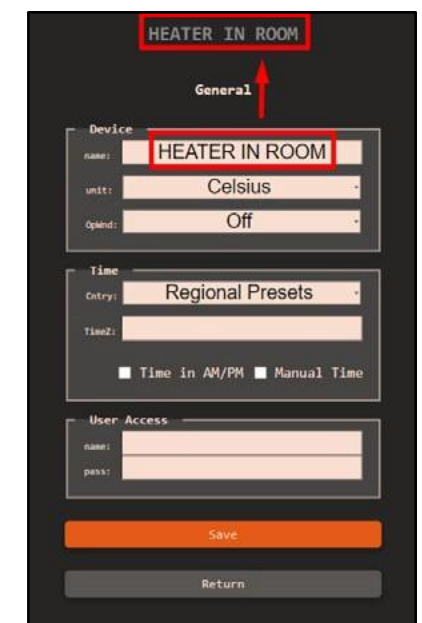 HEATER IN ROOM
General
Device
name: HEATER IN ROOM
unit: Celsius
OpWnd: Off
Time
Cntry: Regional Presets
TimeZ:
Time in AM/PM Manual Time
User Access
name:
pass:
Save
Return